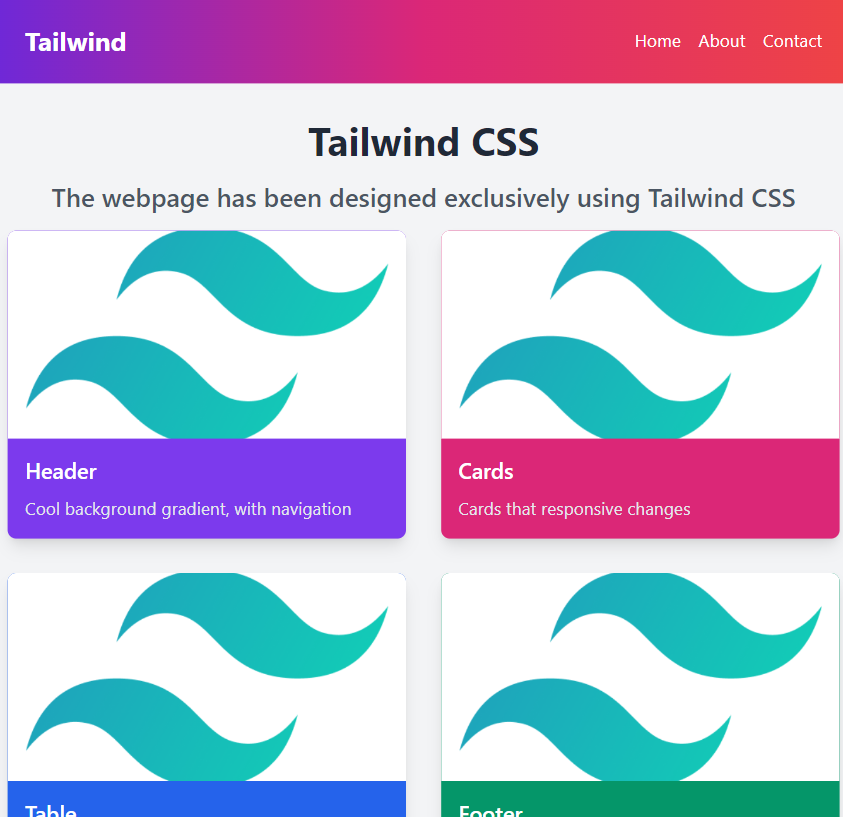 Tailwind
Home About Contact
Tailwind CSS
The webpage has been designed exclusively using Tailwind CSS
Header
Cool background gradient, with navigation
Cards
Cards that responsive changes
Table
Footer